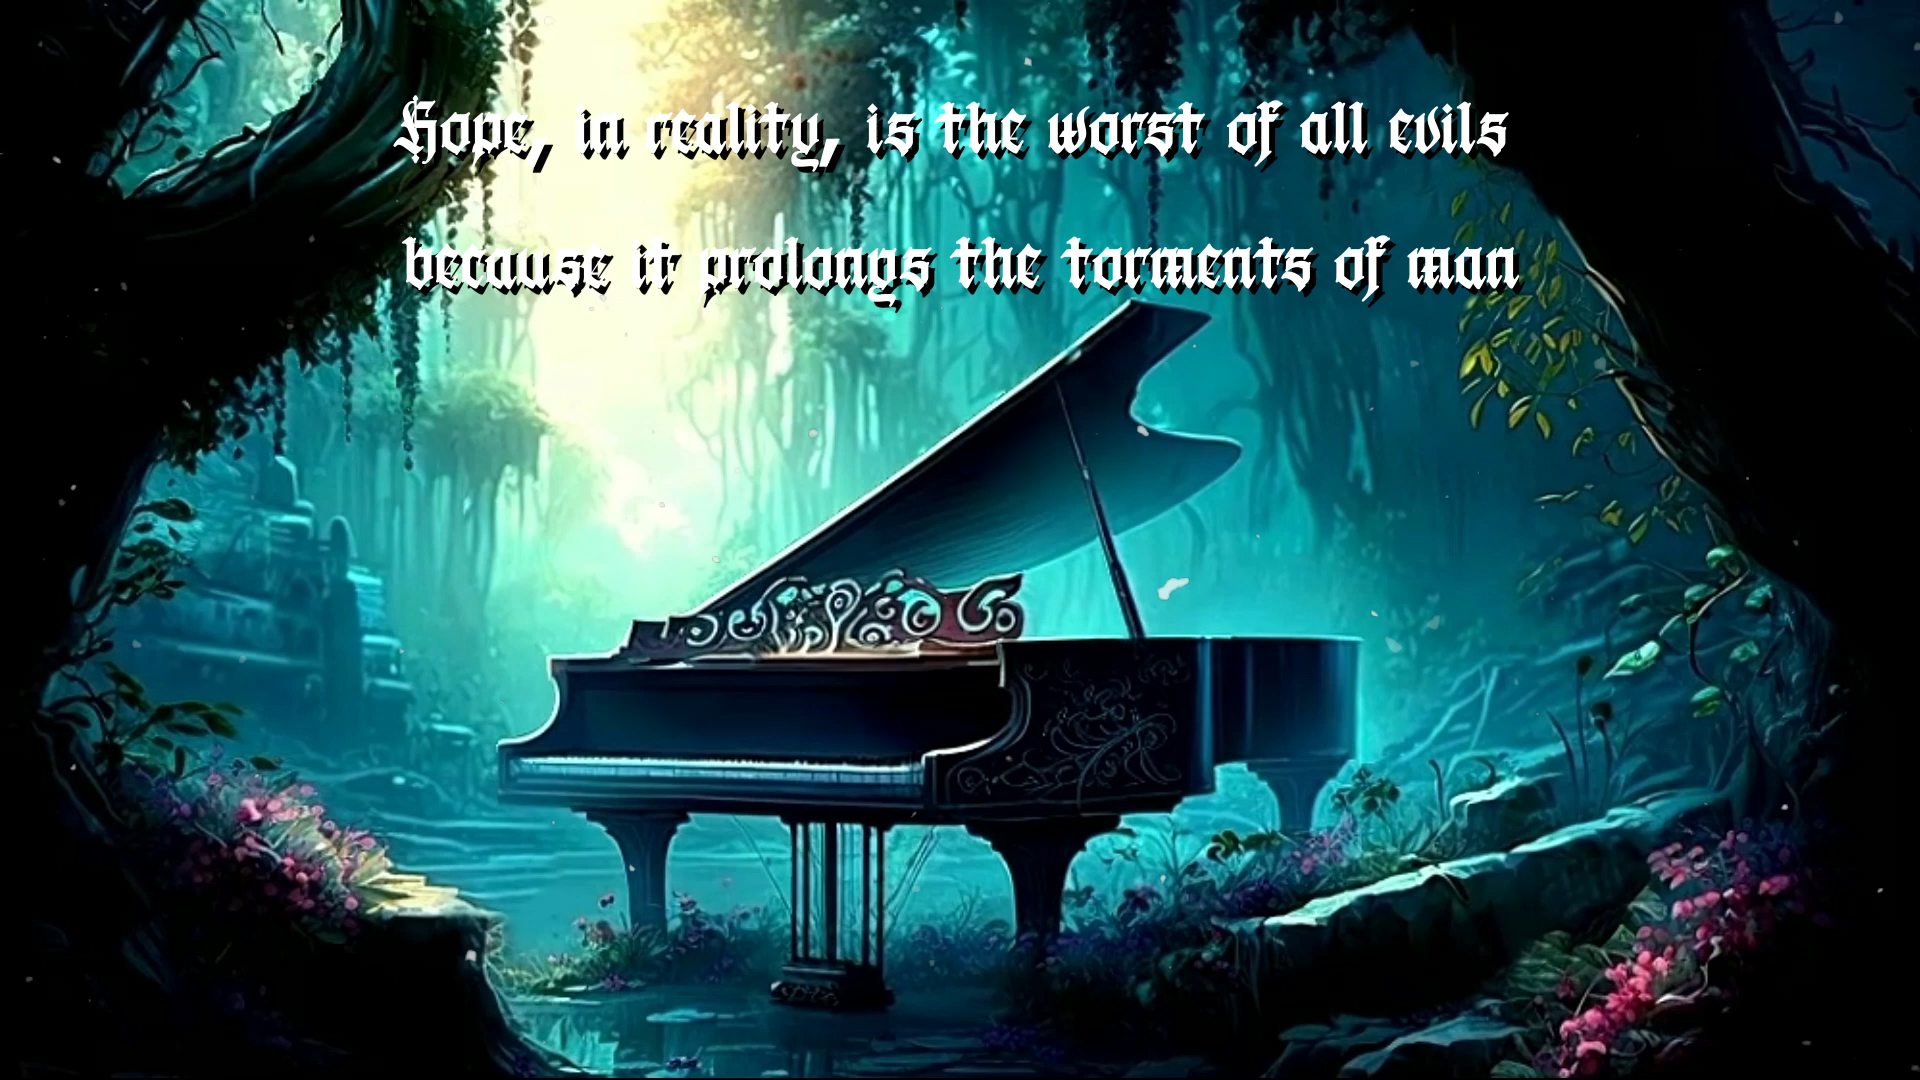 Hope, in reality, is the worst of all evils
because it prolongs the torments of man